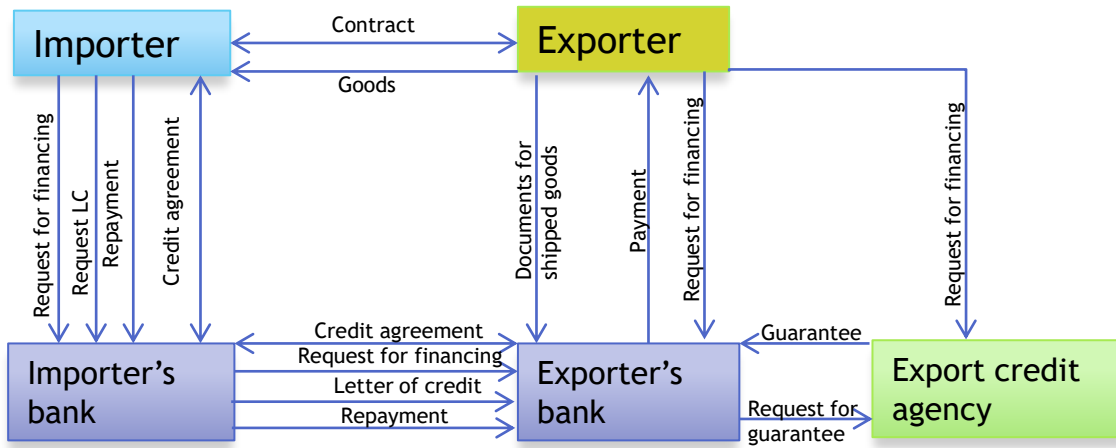 Importer
Contract
Exporter
Goods
Request for financing
Request LC
Repayment
Credit agreement
Documents for
shipped goods
Payment
Request for financing
Request for financing
Importer’s
bank
Credit agreement
Request for financing
Letter of credit
Repayment
Exporter’s
bank
Guarantee
Request for
guarantee
Export credit
agency